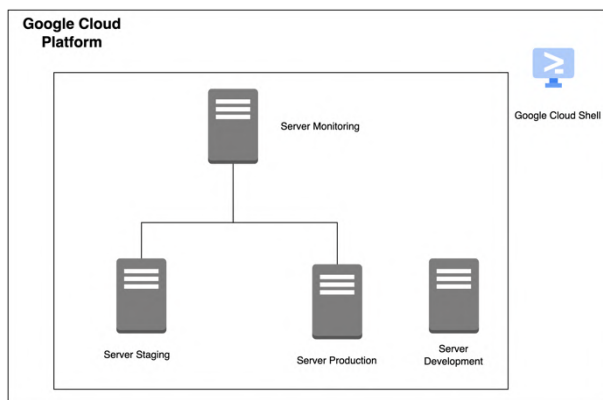 Google Cloud
Platform
Google Cloud Shell
Server Monitoring
Server Staging
Server Production
Server
Development